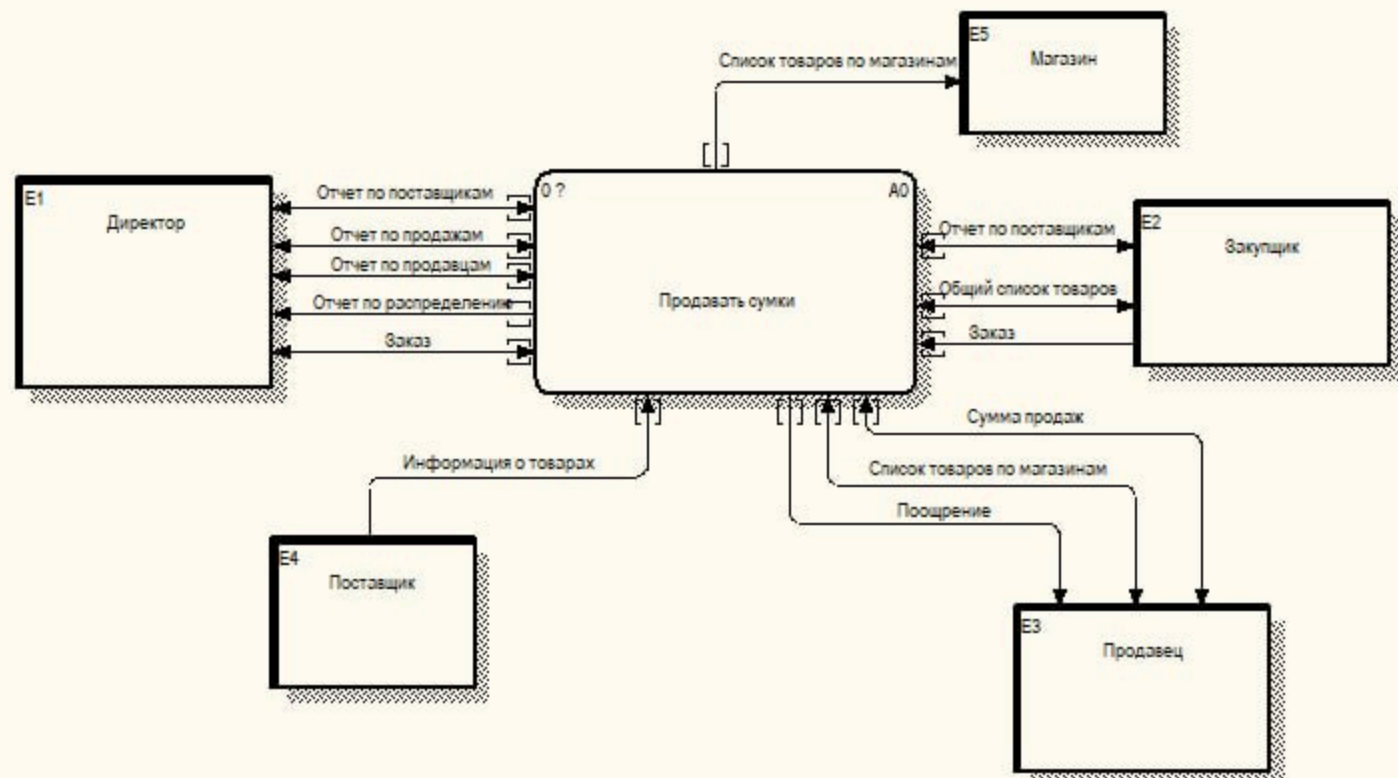 E5
Магазин
Список товаров по магазинам
E1
Директор
Отчет по поставщикам
Отчет по продажам
Отчет по продавцам
Отчет по распределению
Заказ
0 ?
A0
Продавать сумки
Отчет по поставщикам
Общий список товаров
Заказ
E2
Закупщик
Сумма продаж
Информация о товарах
Список товаров по магазинам
Поощрение
E4
Поставщик
E3
Продавец